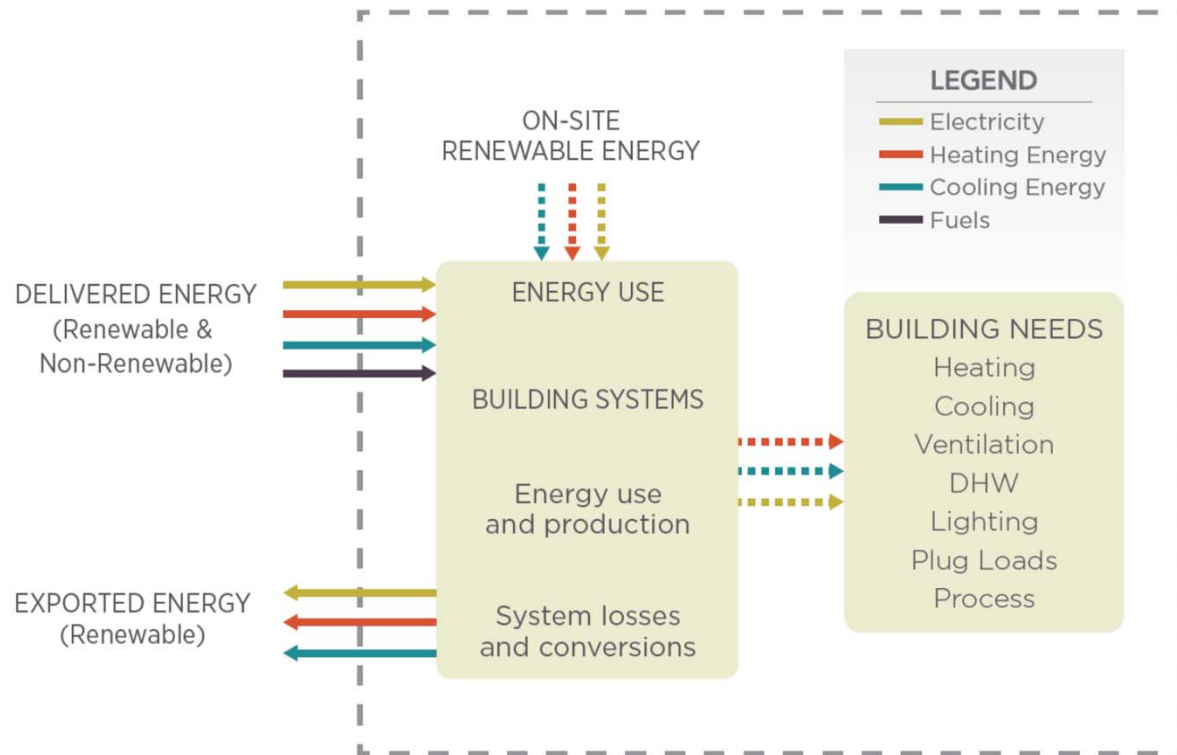 ON-SITE
RENEWABLE ENERGY
LEGEND
Electricity
Heating Energy
Cooling Energy
Fuels
DELIVERED ENERGY
(Renewable &
Non-Renewable)
ENERGY USE
BUILDING SYSTEMS
Energy use
and production
System losses
and conversions
BUILDING NEEDS
Heating
Cooling
Ventilation
DHW
Lighting
Plug Loads
Process
EXPORTED ENERGY
(Renewable)